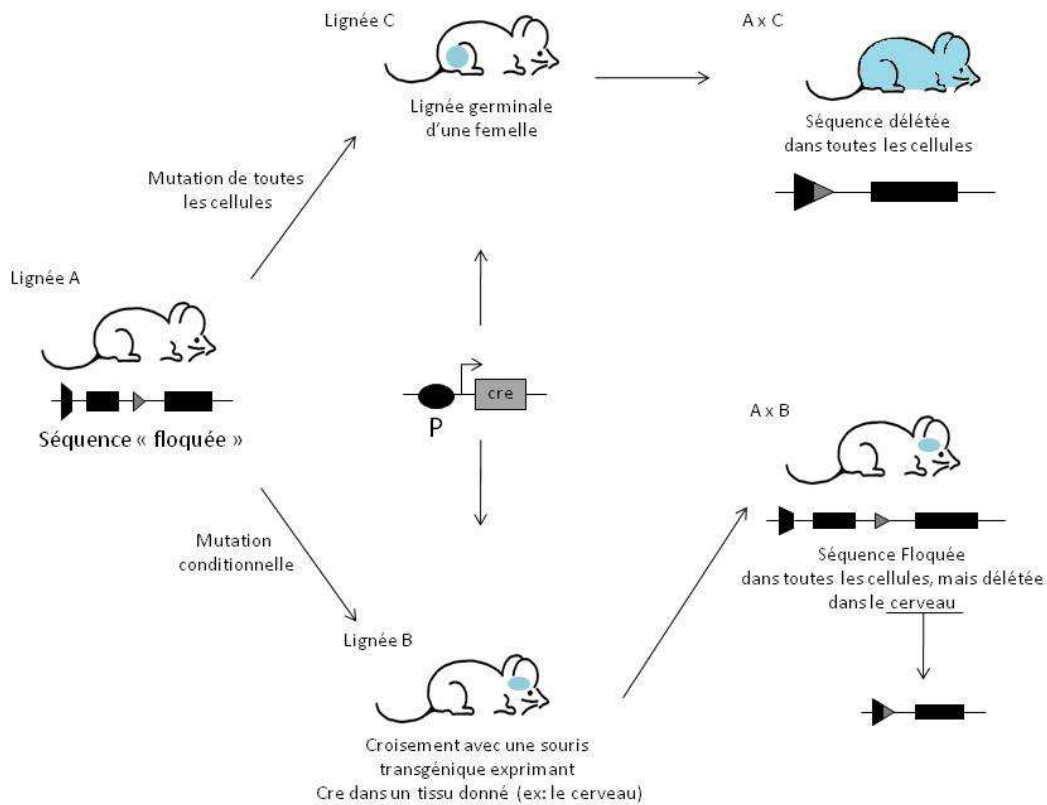 Lignée C
Lignée germinale
d'une femelle
A x C
Séquence délétée
dans toutes les cellules
Mutation de toutes
les cellules
Lignée A
Séquence « floquée »
cre
P
Mutation
conditionnelle
Lignée B
Croisement avec une souris
transgénique exprimant
Cre dans un tissu donné (ex: le cerveau)
A x B
Séquence Floquée
dans toutes les cellules, mais délétée
dans le cerveau